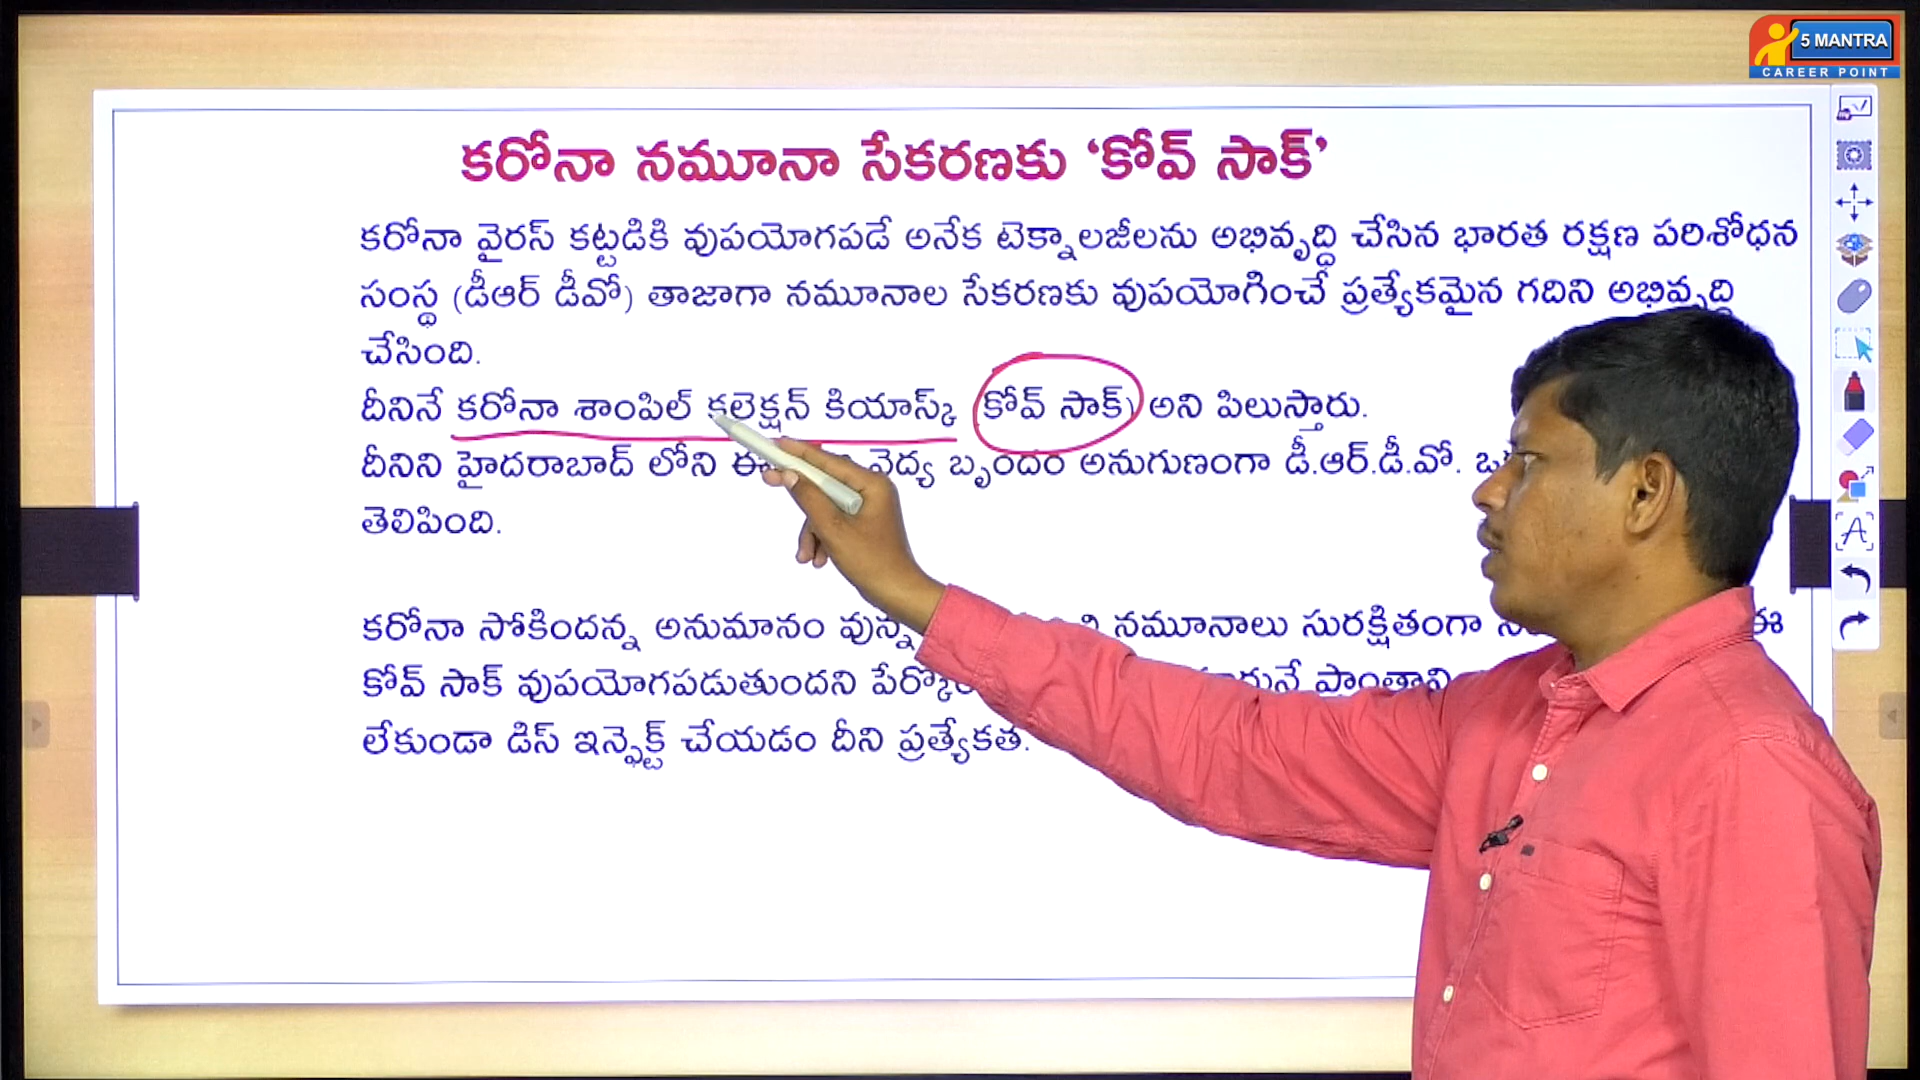 5 MANTRA
CAREER POINT
కరోనా నమూనా సేకరణకు ‘కోవ్ సాక్’
కరోనా వైరస్ కట్టడికి వుపయోగపడే అనేక టెక్నాలజీలను అభివృద్ధి చేసిన భారత రక్షణ పరిశోధన
సంస్థ (డీఆర్ డీవో) తాజాగా నమూనాల సేకరణకు వుపయోగించే ప్రత్యేకమైన గదిని అభివృద్ధి
చేసింది.
దీనినే కరోనా శాంపిల్ కలెక్షన్ కియాస్క్ (కోవ్ సాక్) అని పిలుస్తారు.
దీనిని హైదరాబాద్ లోని వైద్య బృందం అనుగుణంగా డీ.ఆర్.డీ.వో.
తెలిపింది.
కరోనా సోకిందన్న అనుమానం వున్న నమూనాలు సురక్షితంగా ఈ
కోవ్ సాక్ వుపయోగపడుతుందని
లేకుండా డిస్ ఇన్ఫెక్ట్ చేయడం దీని ప్రత్యేకత.